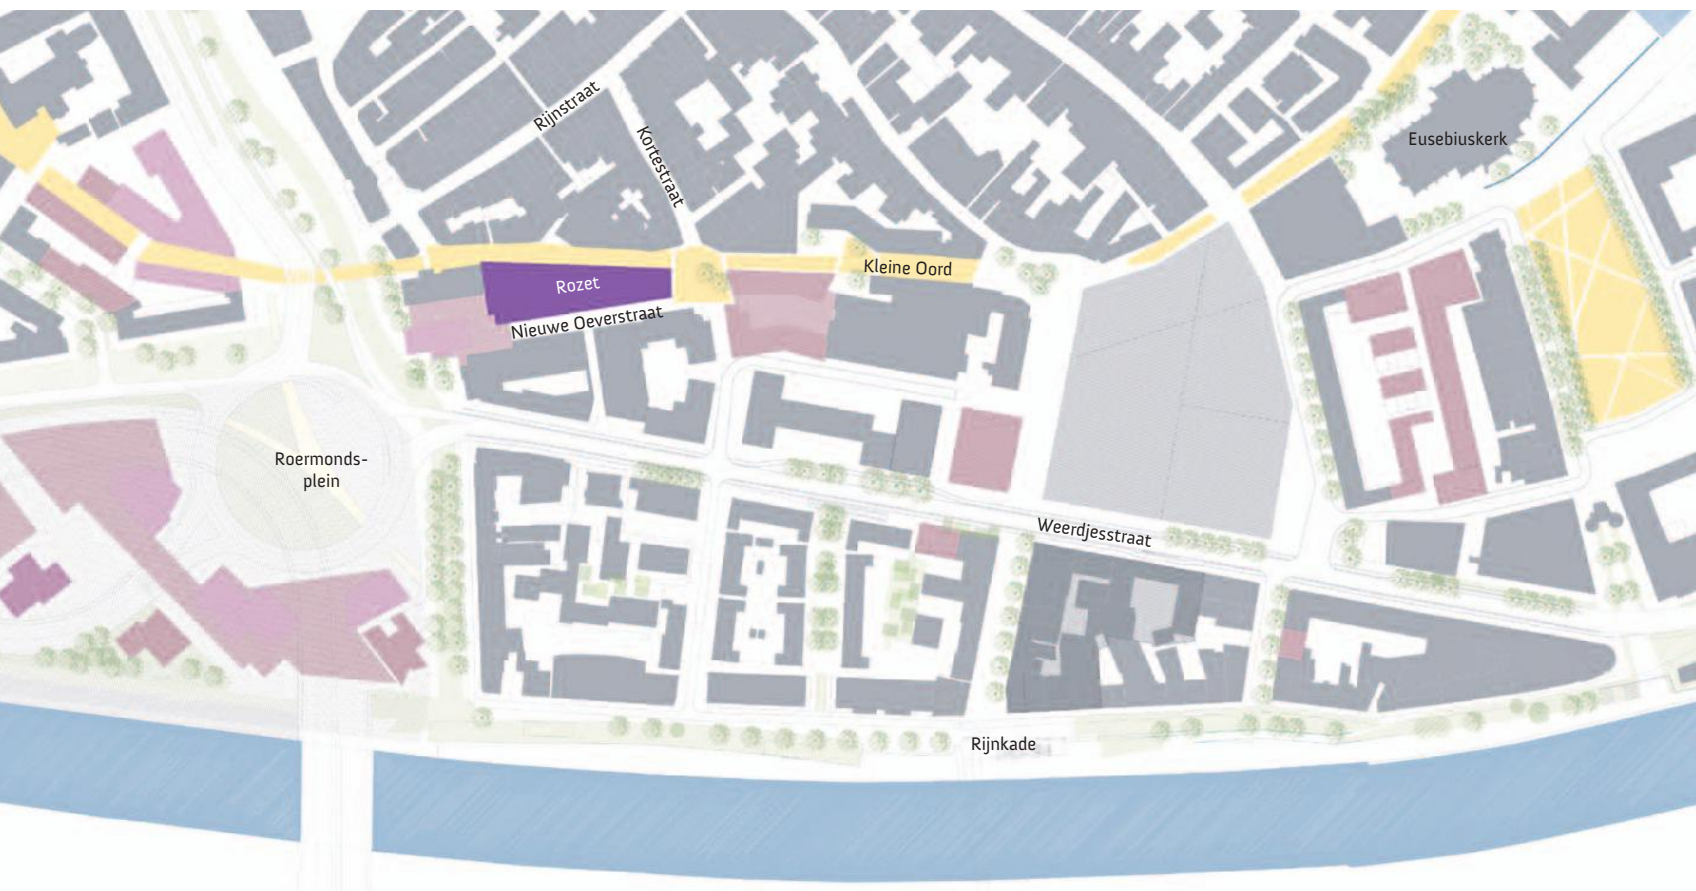 Rijnstraat
Kortestraat
Eusebiuskerk
Kleine Oord
Rozet
Nieuwe Oeverstraat
Roermonds-
plein
Weerdjesstraat
Rijnkade